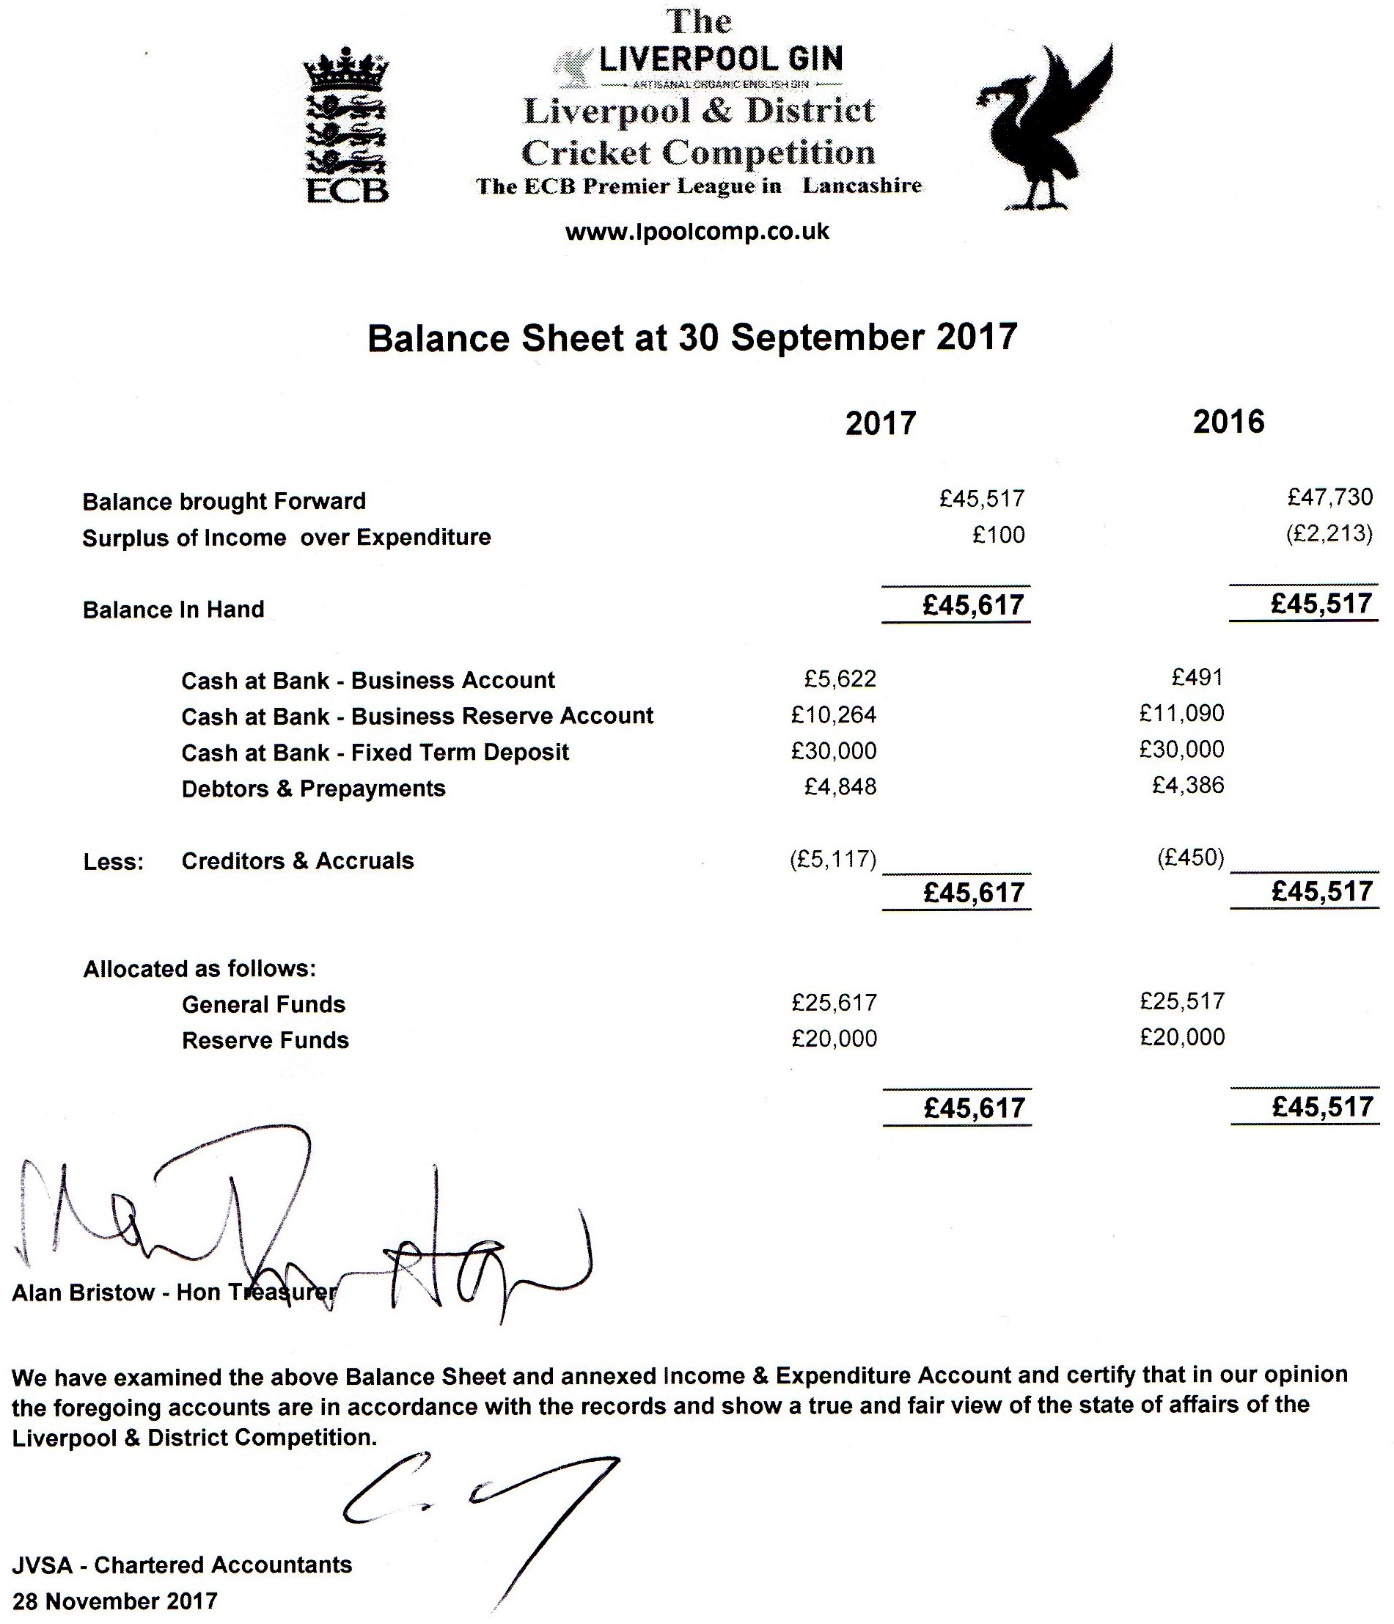 The
LIVERPOOL GIN
ARTISANAL ORGANIC ENGLISH GIN
Liverpool & District
Cricket Competition
The ECB Premier League in Lancashire
ECB
www.lpoolcomp.co.uk
Balance Sheet at 30 September 2017
2017 2016
Balance brought Forward £45,517 £47,730
Surplus of Income over Expenditure £100 (£2,213)
Balance In Hand £45,617 £45,517
Cash at Bank - Business Account £5,622 £491
Cash at Bank - Business Reserve Account £10,264 £11,090
Cash at Bank - Fixed Term Deposit £30,000 £30,000
Debtors & Prepayments £4,848 £4,386
Less: Creditors & Accruals (£5,117) (£450)
£45,617 £45,517
Allocated as follows:
General Funds £25,617 £25,517
Reserve Funds £20,000 £20,000
£45,617 £45,517
Alan Bristow - Hon Treasurer
We have examined the above Balance Sheet and annexed Income & Expenditure Account and certify that in our opinion
the foregoing accounts are in accordance with the records and show a true and fair view of the state of affairs of the
Liverpool & District Competition.
JVSA - Chartered Accountants
28 November 2017